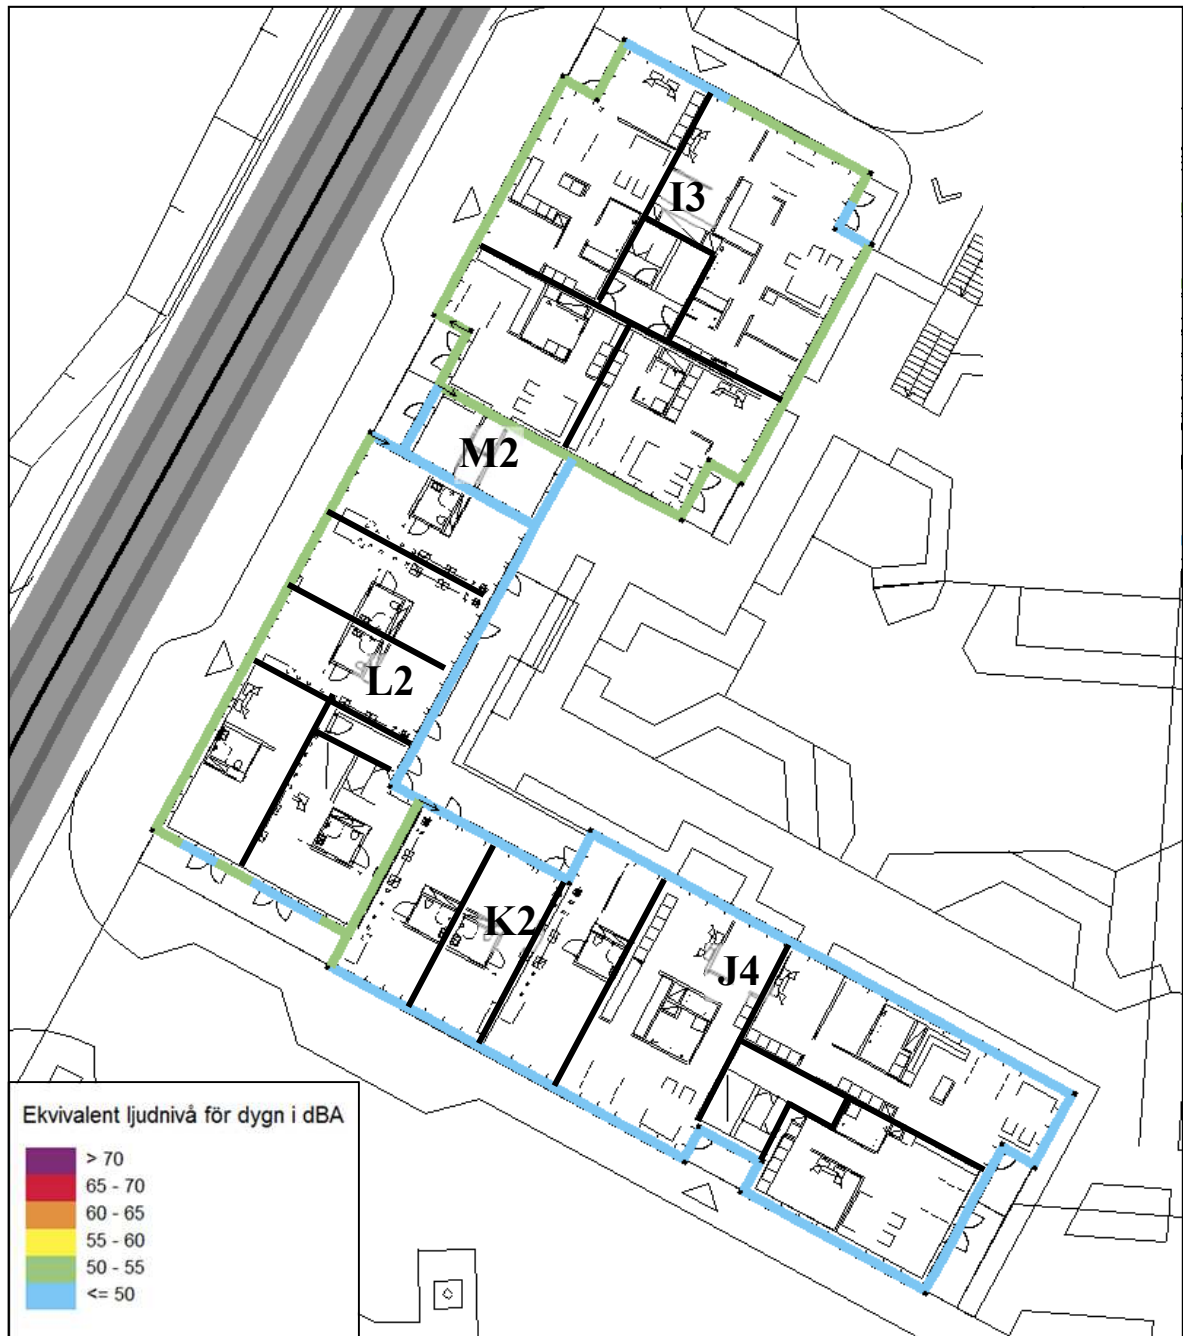 I3
M2
L2
K2
J4
Ekvivalent ljudnivå för dygn i dBA
> 70
65 - 70
60 - 65
55 - 60
50 - 55
<= 50